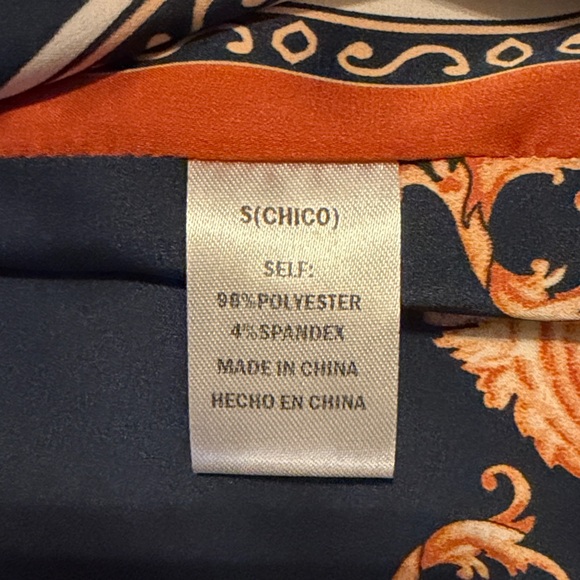 S(CHICO)
SELF:
96%POLYESTER
4%SPANDEX
MADE IN CHINA
HECHO EN CHINA